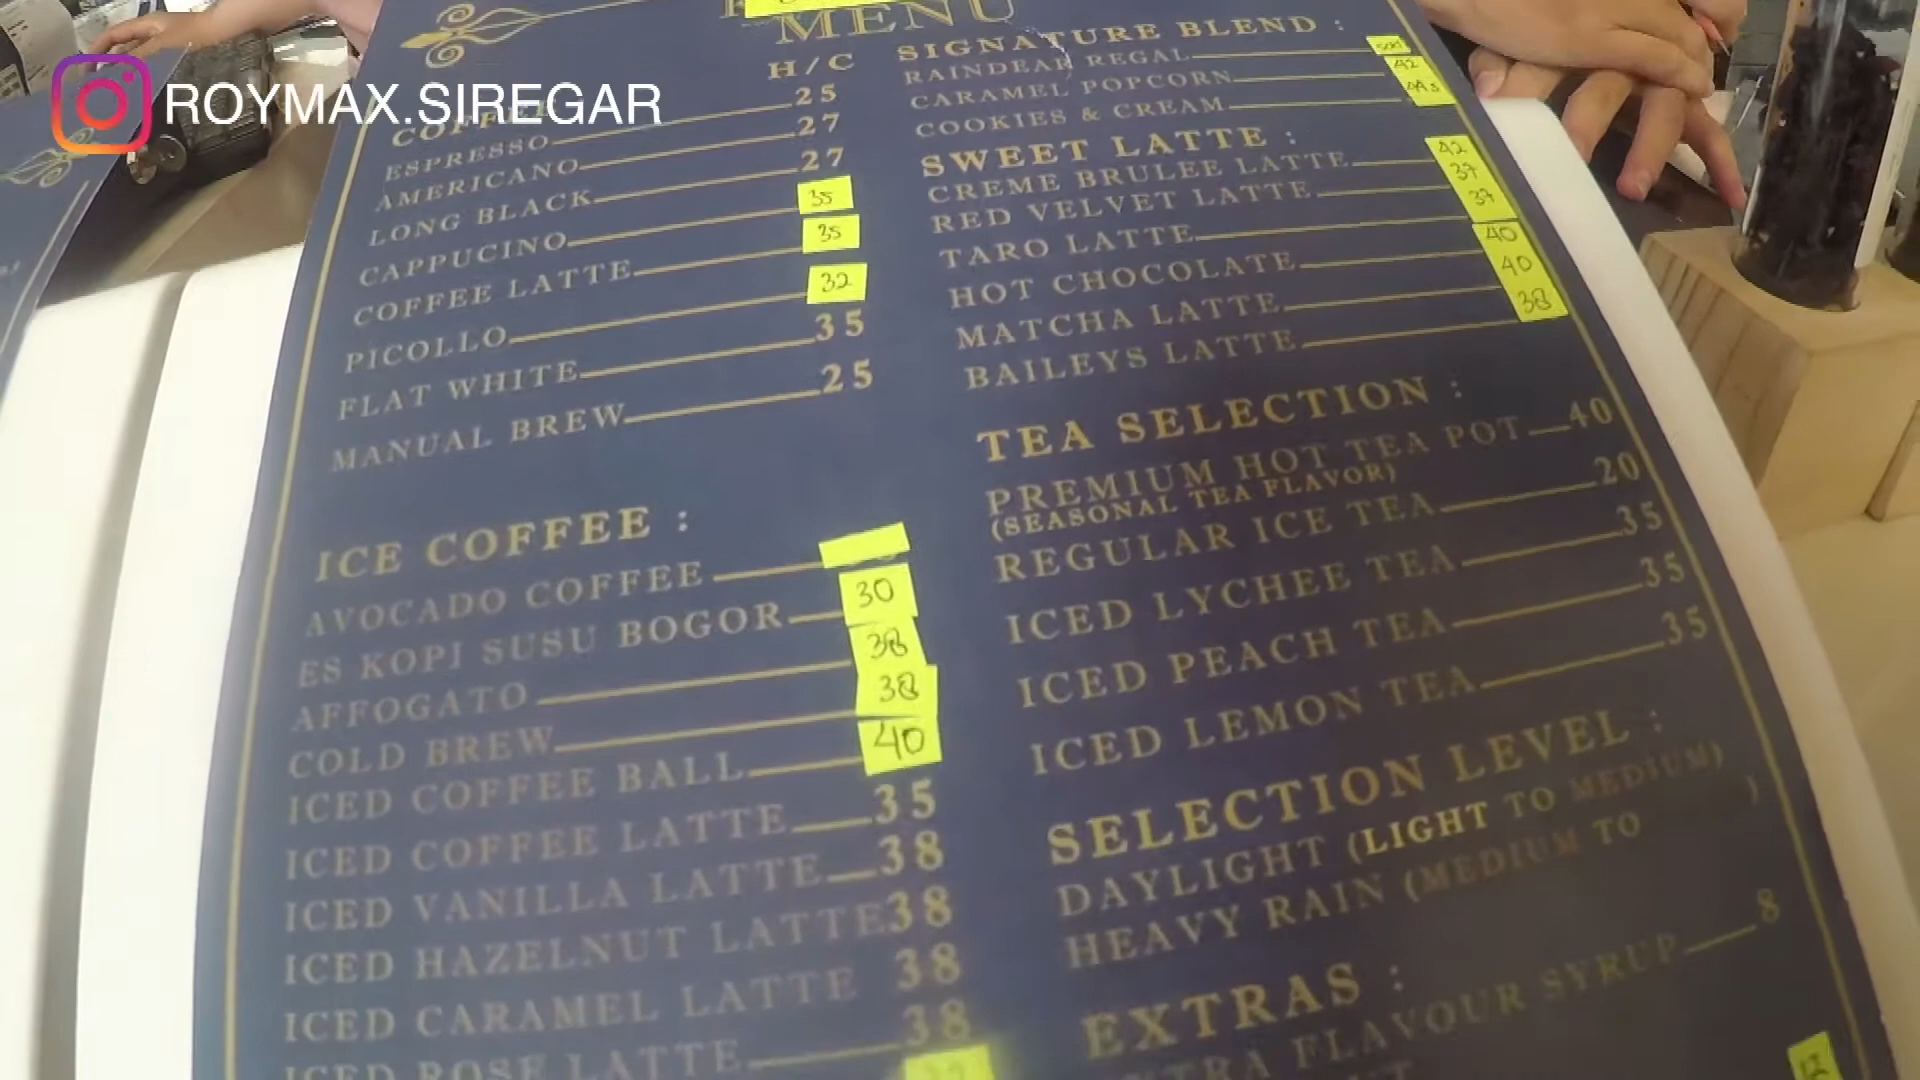 ROYMAX.SIREGAR
MENU
H/C
COFFEE
ESPRESSO 25
AMERICANO 27
LONG BLACK 27
CAPPUCINO 35
COFFEE LATTE 35
PICOLLO 32
FLAT WHITE 35
MANUAL BREW 25
ICE COFFEE :
AVOCADO COFFEE
ES KOPI SUSU BOGOR 30
AFFOGATO 38
COLD BREW 38
ICED COFFEE BALL 40
ICED COFFEE LATTE 35
ICED VANILLA LATTE 38
ICED HAZELNUT LATTE 38
ICED CARAMEL LATTE 38
ICED ROSE LATTE 38
SIGNATURE BLEND :
RAINDEAR REGAL
CARAMEL POPCORN 42
COOKIES & CREAM
SWEET LATTE :
CREME BRULEE LATTE 42
RED VELVET LATTE 37
TARO LATTE 37
HOT CHOCOLATE 40
MATCHA LATTE 40
BAILEYS LATTE 38
TEA SELECTION :
PREMIUM HOT TEA POT 40
(SEASONAL TEA FLAVOR)
REGULAR ICE TEA 20
ICED LYCHEE TEA 35
ICED PEACH TEA 35
ICED LEMON TEA 35
SELECTION LEVEL :
DAYLIGHT (LIGHT TO MEDIUM)
HEAVY RAIN (MEDIUM TO )
EXTRAS :
EXTRA FLAVOUR SYRUP 8
12